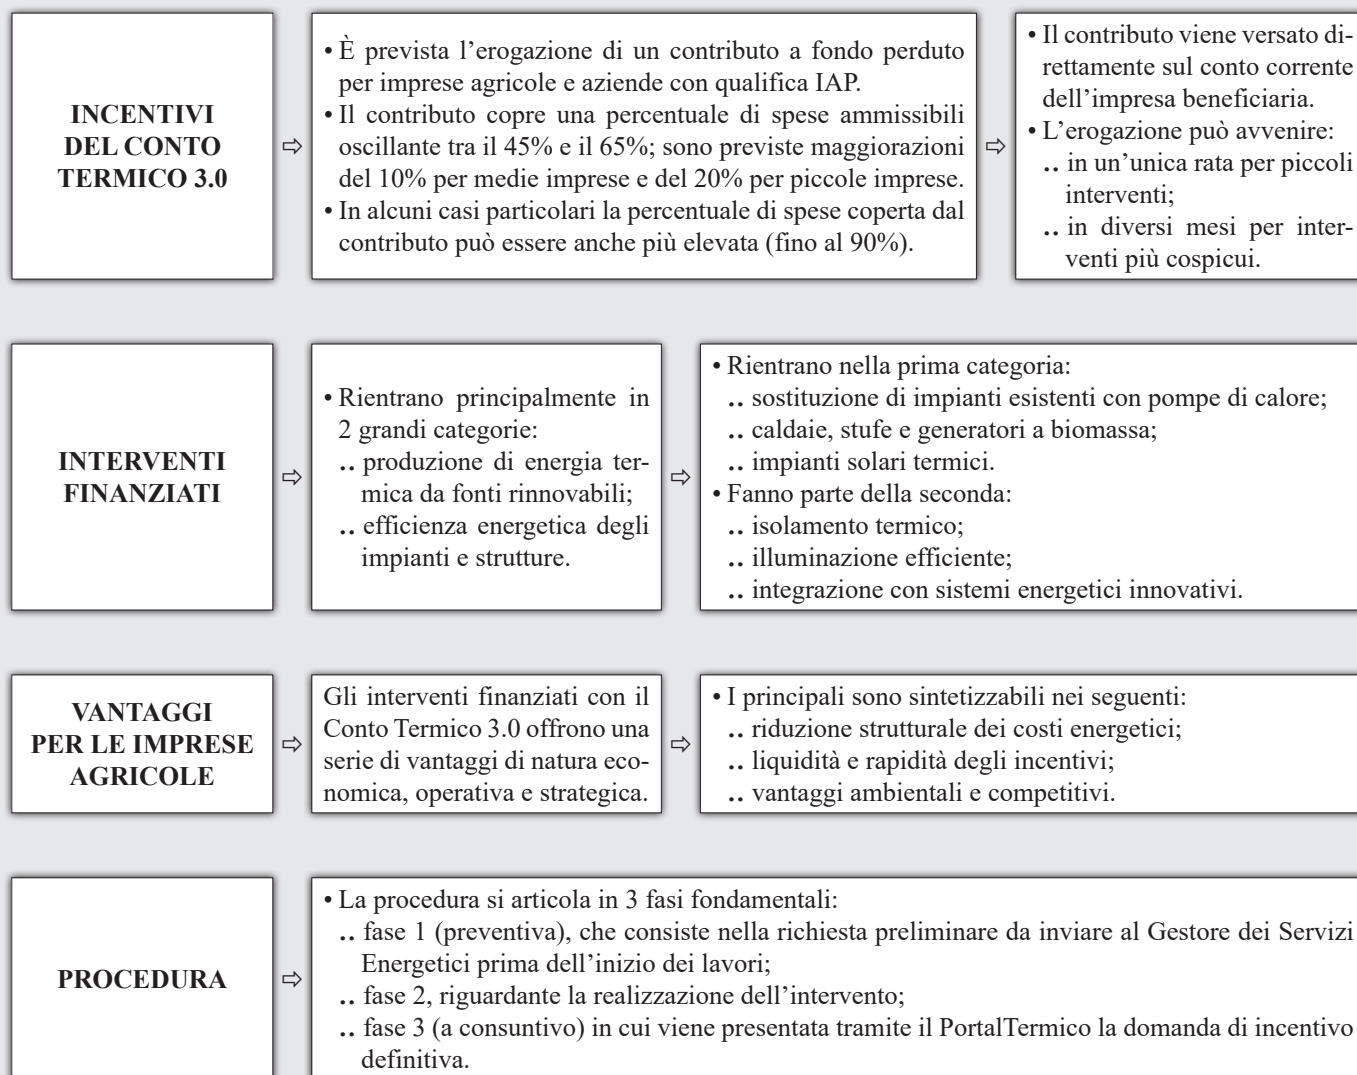 INCENTIVI
DEL CONTO
TERMICO 3.0
⇨
• È prevista l’erogazione di un contributo a fondo perduto
per imprese agricole e aziende con qualifica IAP.
• Il contributo copre una percentuale di spese ammissibili
oscillante tra il 45% e il 65%; sono previste maggiorazioni
del 10% per medie imprese e del 20% per piccole imprese.
• In alcuni casi particolari la percentuale di spese coperta dal
contributo può essere anche più elevata (fino al 90%).
⇨
• Il contributo viene versato di-
rettamente sul conto corrente
dell’impresa beneficiaria.
• L’erogazione può avvenire:
.. in un’unica rata per piccoli
interventi;
.. in diversi mesi per inter-
venti più cospicui.
INTERVENTI
FINANZIATI
⇨
• Rientrano principalmente in
2 grandi categorie:
.. produzione di energia ter-
mica da fonti rinnovabili;
.. efficienza energetica degli
impianti e strutture.
⇨
• Rientrano nella prima categoria:
.. sostituzione di impianti esistenti con pompe di calore;
.. caldaie, stufe e generatori a biomassa;
.. impianti solari termici.
• Fanno parte della seconda:
.. isolamento termico;
.. illuminazione efficiente;
.. integrazione con sistemi energetici innovativi.
VANTAGGI
PER LE IMPRESE
AGRICOLE
⇨
Gli interventi finanziati con il
Conto Termico 3.0 offrono una
serie di vantaggi di natura eco-
nomica, operativa e strategica.
⇨
• I principali sono sintetizzabili nei seguenti:
.. riduzione strutturale dei costi energetici;
.. liquidità e rapidità degli incentivi;
.. vantaggi ambientali e competitivi.
PROCEDURA
⇨
• La procedura si articola in 3 fasi fondamentali:
.. fase 1 (preventiva), che consiste nella richiesta preliminare da inviare al Gestore dei Servizi
Energetici prima dell’inizio dei lavori;
.. fase 2, riguardante la realizzazione dell’intervento;
.. fase 3 (a consuntivo) in cui viene presentata tramite il PortalTermico la domanda di incentivo
definitiva.